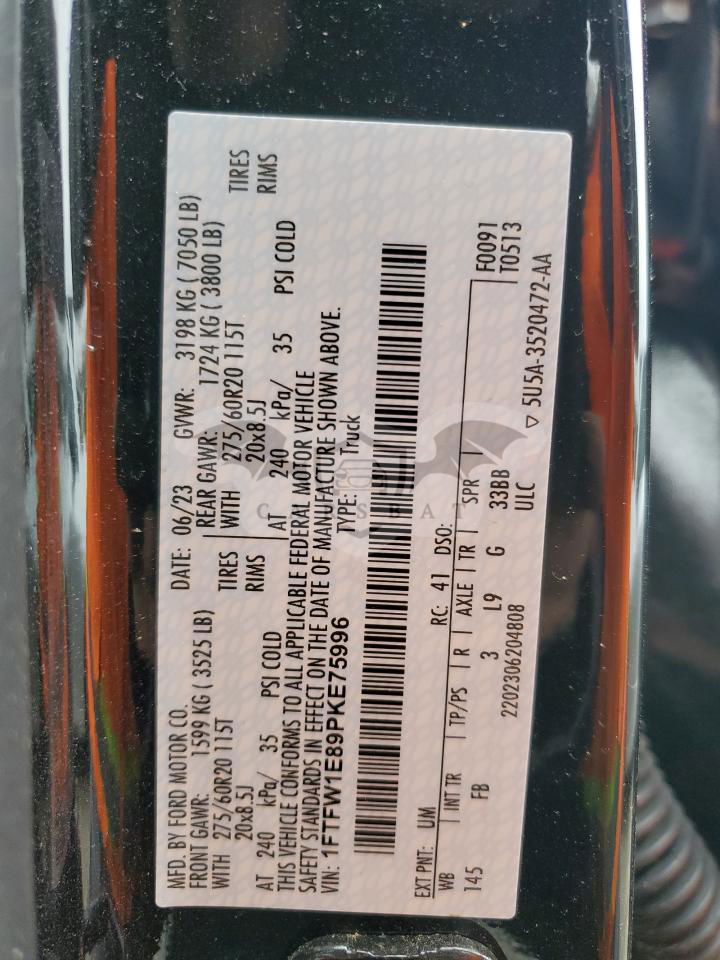 MFD. BY FORD MOTOR CO. DATE: 06/23 GVWR: 3198 KG ( 7050 LB)
FRONT GAWR: 1599 KG ( 3525 LB) REAR GAWR: 1724 KG ( 3800 LB)
WITH 275/60R20 115T TIRES WITH 275/60R20 115T TIRES
20x8.5J RIMS 20x8.5J RIMS
AT 240 kPa/ 35 PSI COLD AT 240 kPa/ 35 PSI COLD
THIS VEHICLE CONFORMS TO ALL APPLICABLE FEDERAL MOTOR VEHICLE
SAFETY STANDARDS IN EFFECT ON THE DATE OF MANUFACTURE SHOWN ABOVE.
VIN: 1FTFW1E89PKE75996 TYPE: Truck
EXT PNT: UM RC: 41 DSO:
WB INT TR TP/PS R AXLE TR SPR F0091
145 FB 3 L9 G 33BB T0513
2202306204808 ULC
5U5A-3520472-AA